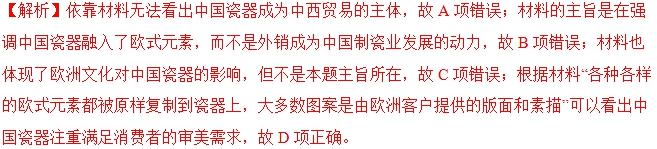 【解析】依靠材料无法看出中国瓷器成为中西贸易的主体，故 A 项错误；材料的主旨是在强
调中国瓷器融入了欧式元素，而不是外销成为中国制瓷业发展的动力，故 B 项错误；材料也
体现了欧洲文化对中国瓷器的影响，但不是本题主旨所在，故 C 项错误；根据材料“各种各样
的欧式元素都被原样复制到瓷器上，大多数图案是由欧洲客户提供的版面和素描”可以看出中
国瓷器注重满足消费者的审美需求，故 D 项正确。